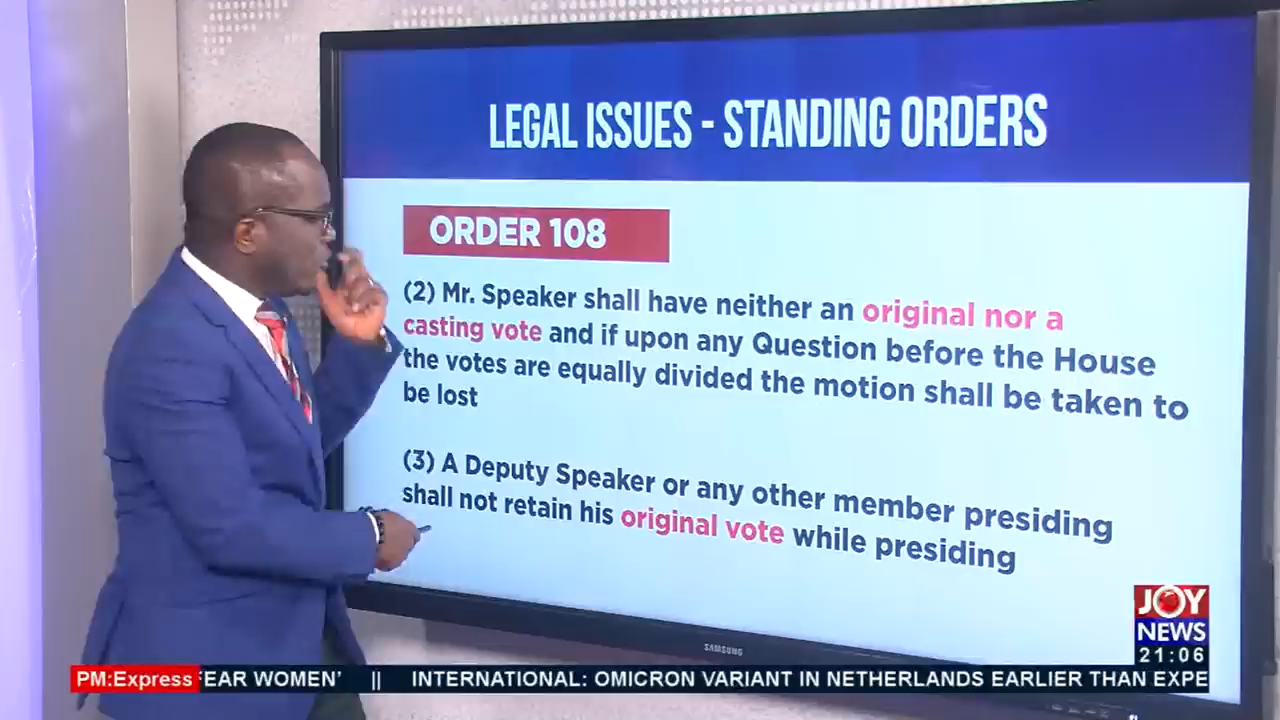 LEGAL ISSUES - STANDING ORDERS
ORDER 108
(2) Mr. Speaker shall have neither an original nor a
casting vote and if upon any Question before the House
the votes are equally divided the motion shall be taken to
be lost
(3) A Deputy Speaker or any other member presiding
shall not retain his original vote while presiding
SAMSUNG
JOY
NEWS
21:06
PM:Express 'EAR WOMEN' || INTERNATIONAL: OMICRON VARIANT IN NETHERLANDS EARLIER THAN EXPE